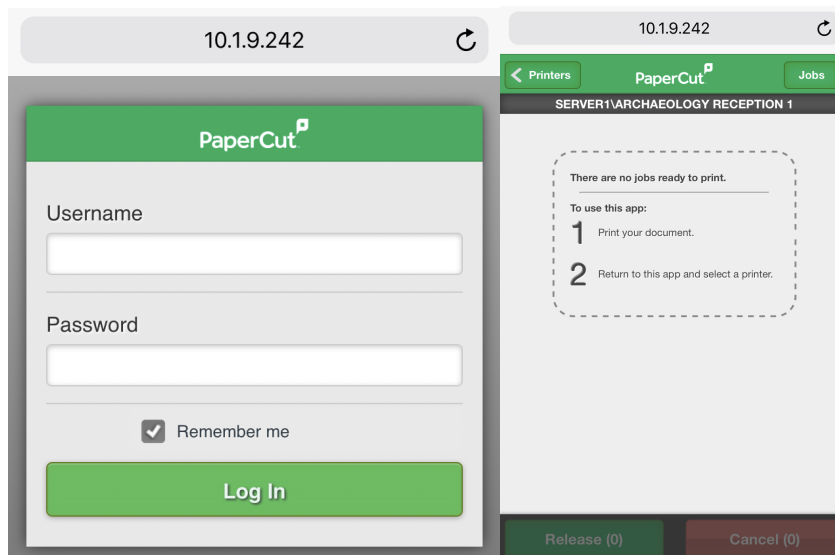 10.1.9.242
PaperCut
Username
Password
Remember me
Log In
10.1.9.242
Printers
PaperCut
Jobs
SERVER1\ARCHAEOLOGY RECEPTION 1
There are no jobs ready to print.
To use this app:
1 Print your document.
2 Return to this app and select a printer.
Release (0)
Cancel (0)